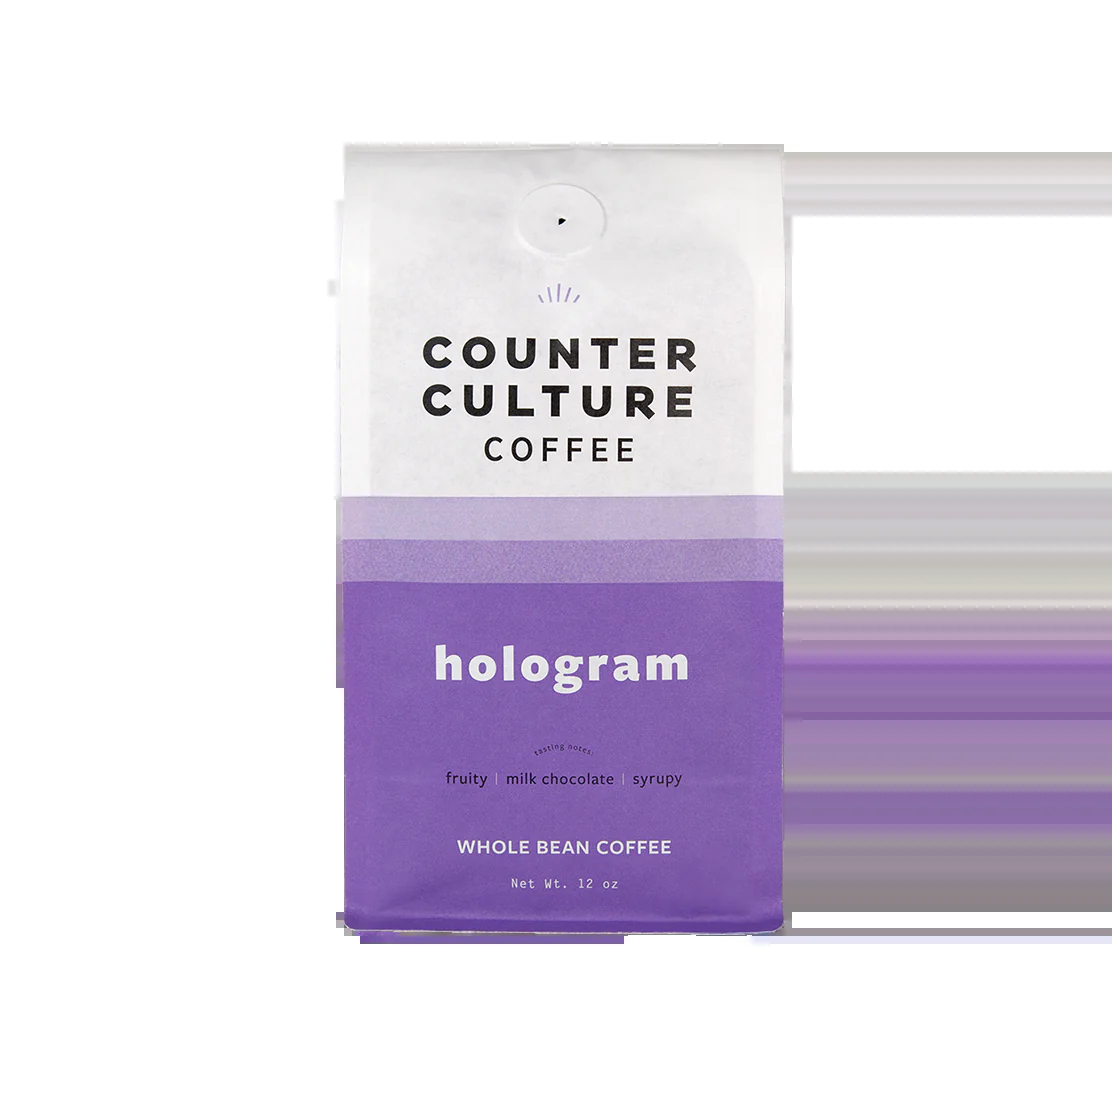 COUNTER
CULTURE
COFFEE
hologram
tasting notes:
fruity | milk chocolate | syrupy
WHOLE BEAN COFFEE
Net Wt. 12 oz